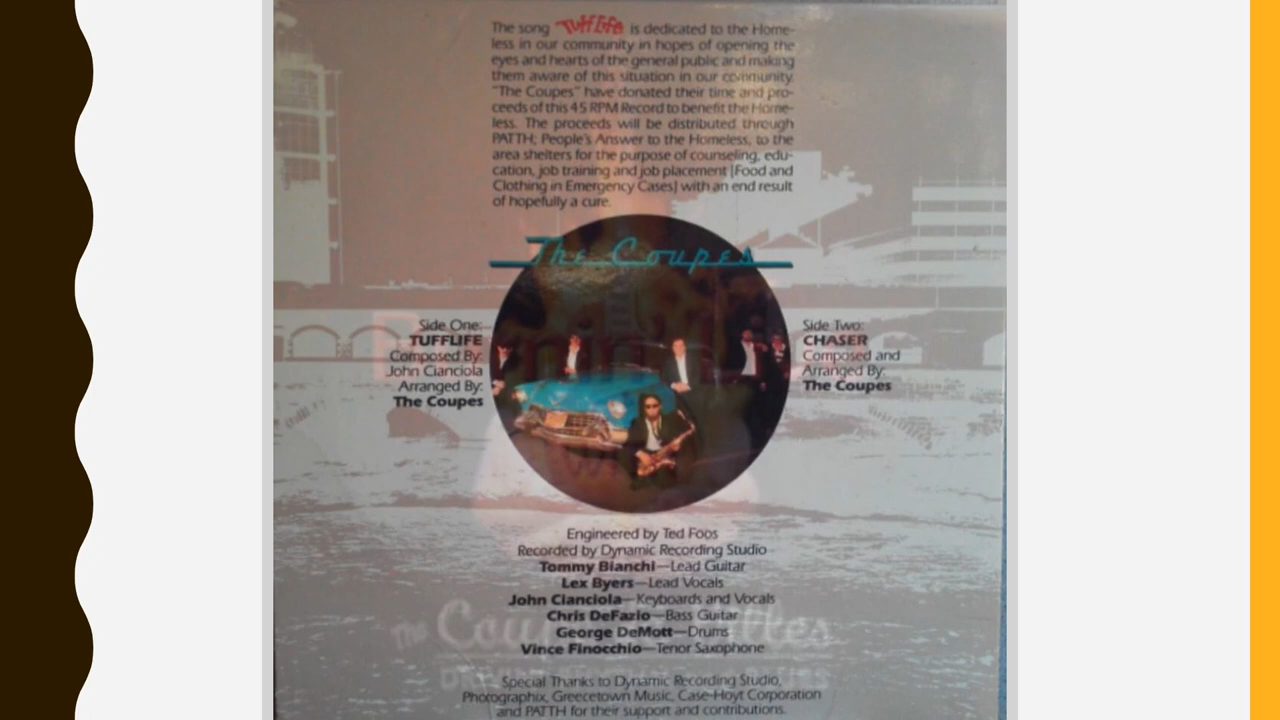 The song "Tufflife" is dedicated to the Home-
less in our community in hopes of opening the
eyes and hearts of the general public and making
them aware of this situation in our community.
"The Coupes" have donated their time and pro-
ceeds of this 45 RPM Record to benefit the Home-
less. The proceeds will be distributed through
PATTH; People's Answer to the Homeless, to the
area shelters for the purpose of counseling, edu-
cation, job training and job placement [Food and
Clothing in Emergency Cases] with an end result
of hopefully a cure.
The Coupes
Side One:
TUFFLIFE
Composed By:
John Cianciola
Arranged By:
The Coupes
Side Two:
CHASER
Composed and
Arranged By:
The Coupes
Engineered by Ted Foos
Recorded by Dynamic Recording Studio
Tommy Bianchi—Lead Guitar
Lex Byers—Lead Vocals
John Cianciola—Keyboards and Vocals
Chris DeFazio—Bass Guitar
George DeMott—Drums
Vince Finocchio—Tenor Saxophone
The
Special Thanks to Dynamic Recording Studio,
Photographix, Greecetown Music, Case-Hoyt Corporation
and PATTH for their support and contributions.